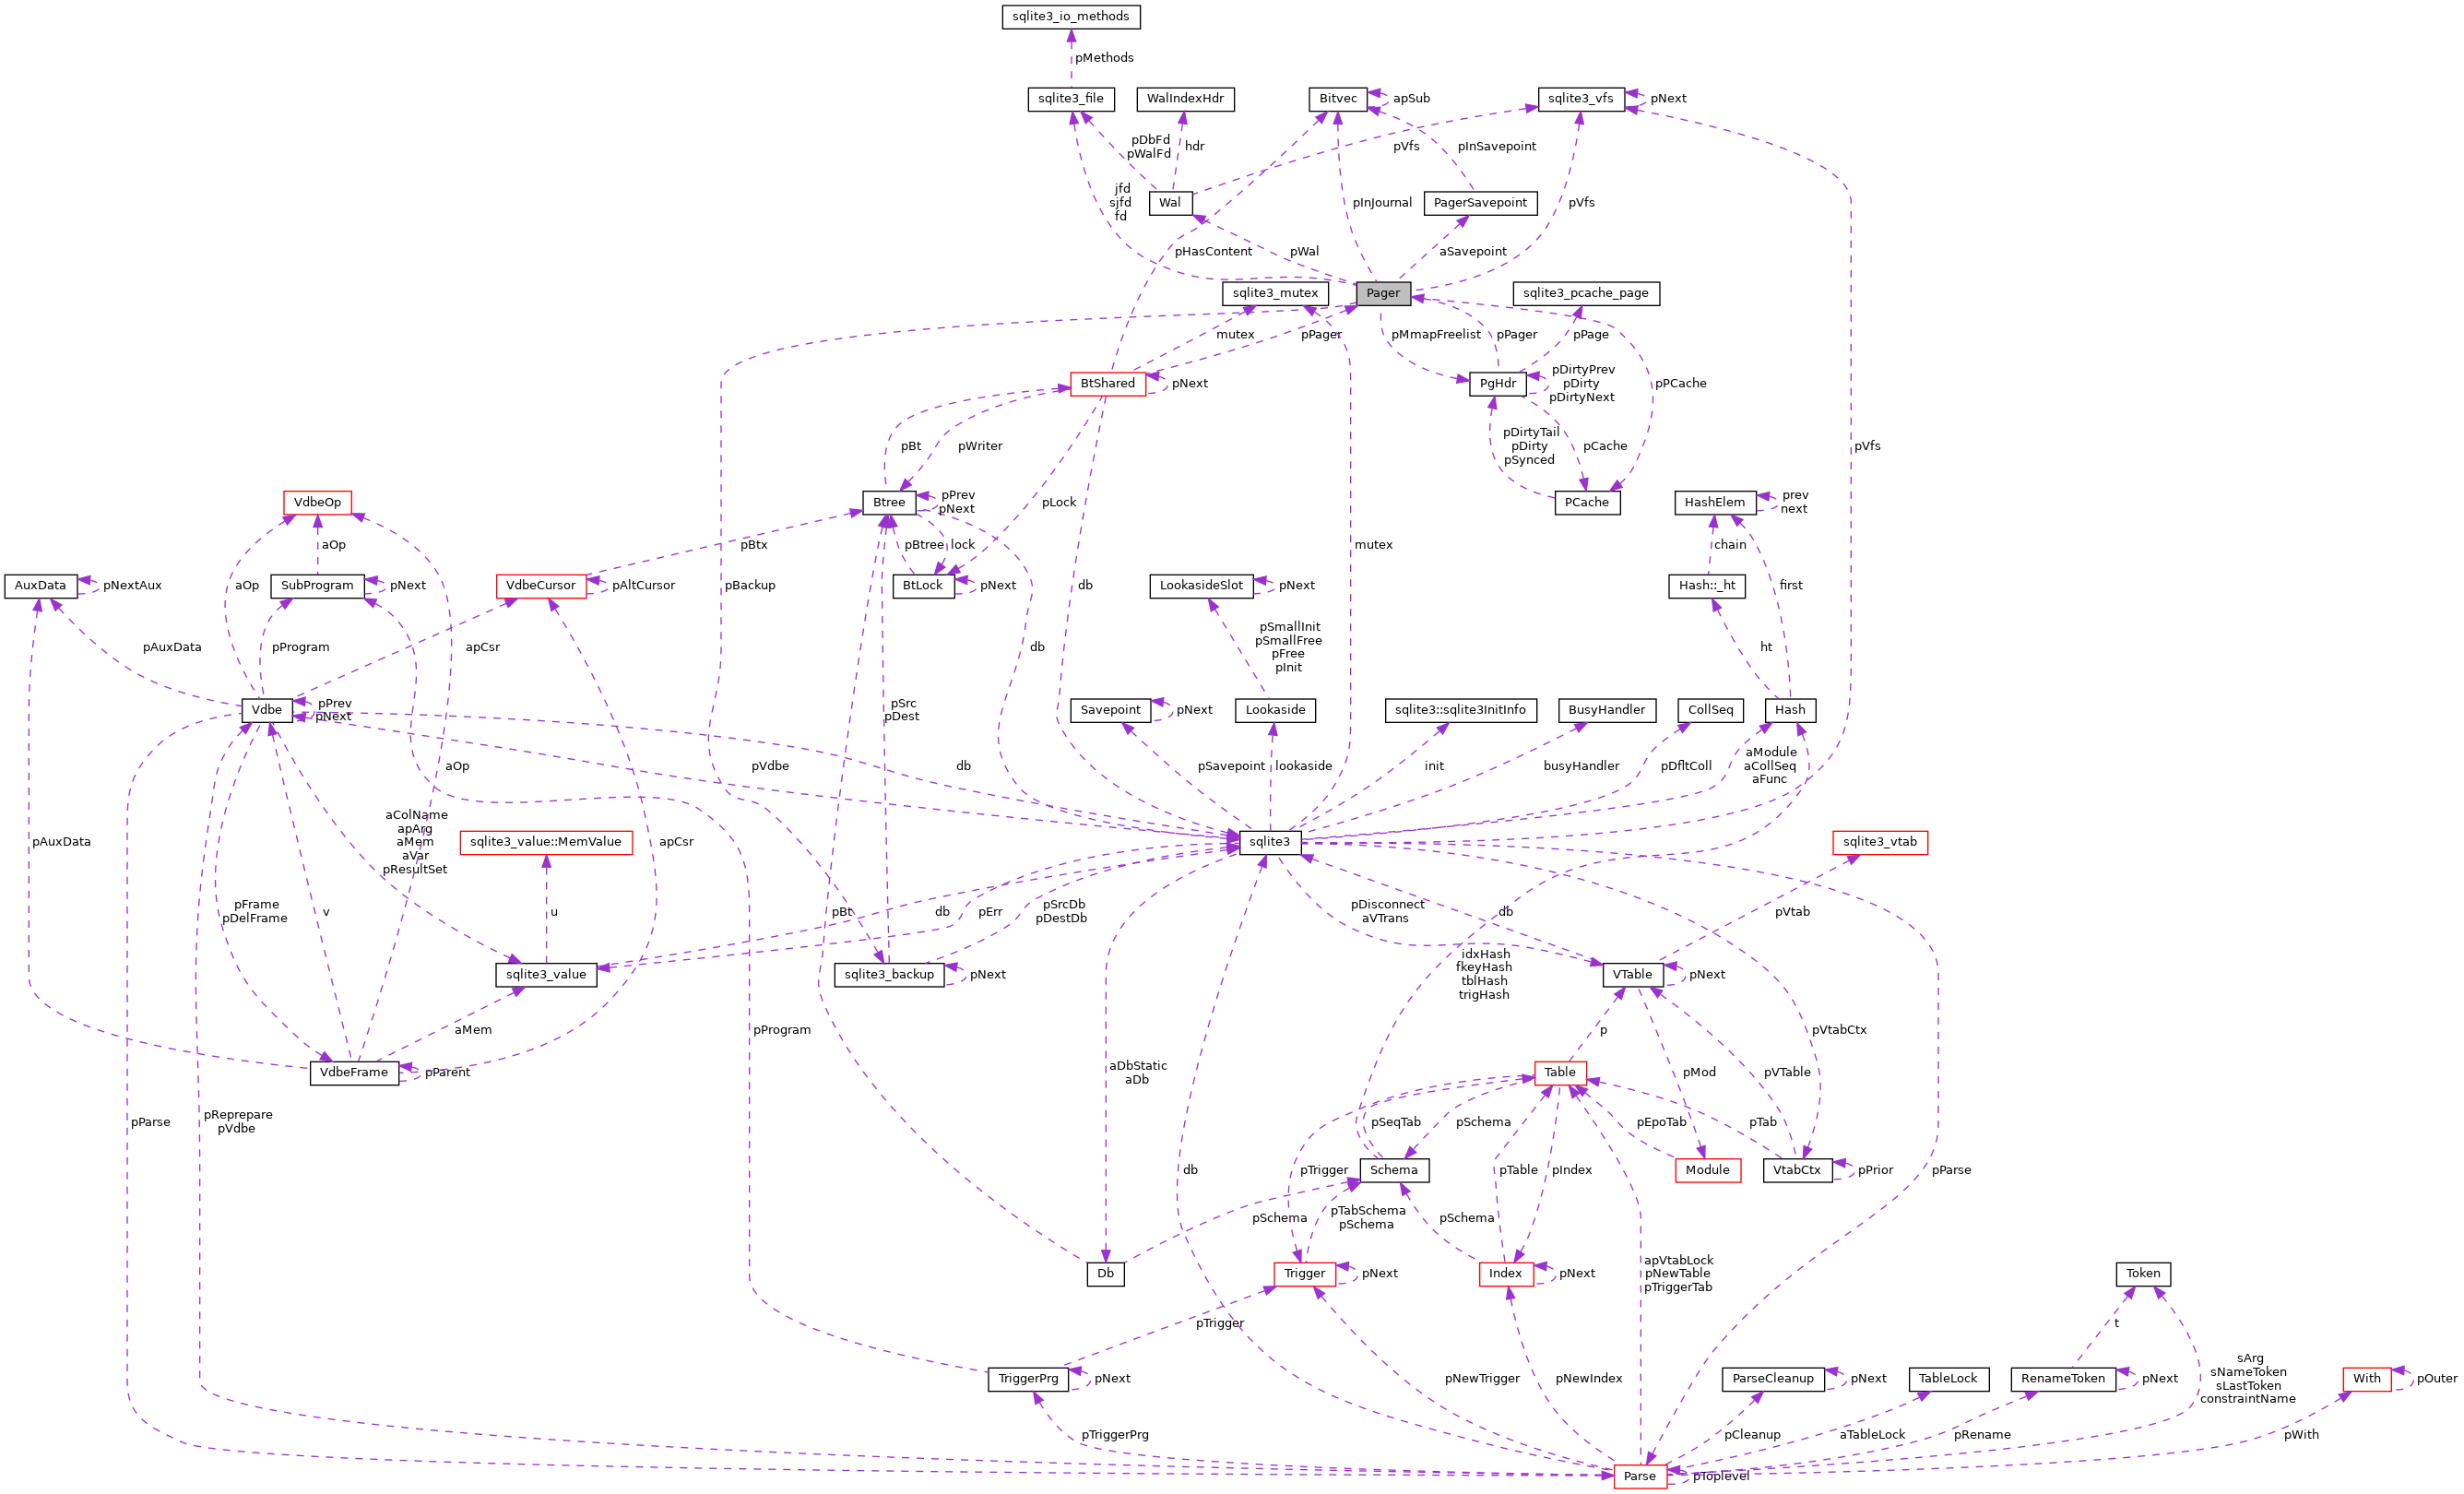 sqlite3_io_methods
pMethods
sqlite3_file
WalIndexHdr
Bitvec
apSub
sqlite3_vfs
pNext
pDbFd
pWalFd
hdr
pVfs
pInSavepoint
jfd
sjfd
fd
Wal
pInJournal
PagerSavepoint
pVfs
pHasContent
pWal
aSavepoint
sqlite3_mutex
Pager
sqlite3_pcache_page
mutex
pPager
pMmapFreelist
pPager
pPage
BtShared
pNext
PgHdr
pDirtyPrev
pDirty
pDirtyNext
pPCache
pBt
pWriter
pDirtyTail
pDirty
pSynced
pCache
pVfs
VdbeOp
Btree
pPrev
pNext
pLock
PCache
HashElem
prev
next
aOp
pBtx
pBtree
lock
mutex
chain
AuxData
pNextAux
aOp
SubProgram
pNext
VdbeCursor
pAltCursor
pBackup
BtLock
pNext
db
LookasideSlot
pNext
Hash::_ht
first
pAuxData
pProgram
apCsr
db
pSmallInit
pSmallFree
pFree
pInit
ht
Vdbe
pPrev
pNext
pSrc
pDest
Savepoint
pNext
Lookaside
sqlite3::sqlite3InitInfo
BusyHandler
CollSeq
Hash
aOp
pVdbe
db
pSavepoint
lookaside
init
busyHandler
pDfltColl
aModule
aCollSeq
aFunc
pAuxData
aColName
apArg
aMem
aVar
pResultSet
sqlite3_value::MemValue
apCsr
sqlite3
sqlite3_vtab
pFrame
pDelFrame
v
u
pBt
db
pErr
pSrcDb
pDestDb
pDisconnect
aVTrans
db
pVtab
sqlite3_value
sqlite3_backup
pNext
idxHash
fkeyHash
tblHash
trigHash
VTable
pNext
aMem
pProgram
p
pVtabCtx
VdbeFrame
pParent
aDbStatic
aDb
Table
pMod
pVTable
pParse
pReprepare
pVdbe
pSeqTab
pSchema
pEpoTab
pTab
db
pTrigger
Schema
pTable
pIndex
Module
VtabCtx
pPrior
pParse
pSchema
pTabSchema
pSchema
pSchema
Db
Trigger
pNext
Index
pNext
apVtabLock
pNewTable
pTriggerTab
Token
pTrigger
t
TriggerPrg
pNext
pNewTrigger
pNewIndex
ParseCleanup
pNext
TableLock
RenameToken
pNext
sArg
sNameToken
sLastToken
constraintName
With
pOuter
pTriggerPrg
pCleanup
aTableLock
pRename
pWith
Parse
pToplevel